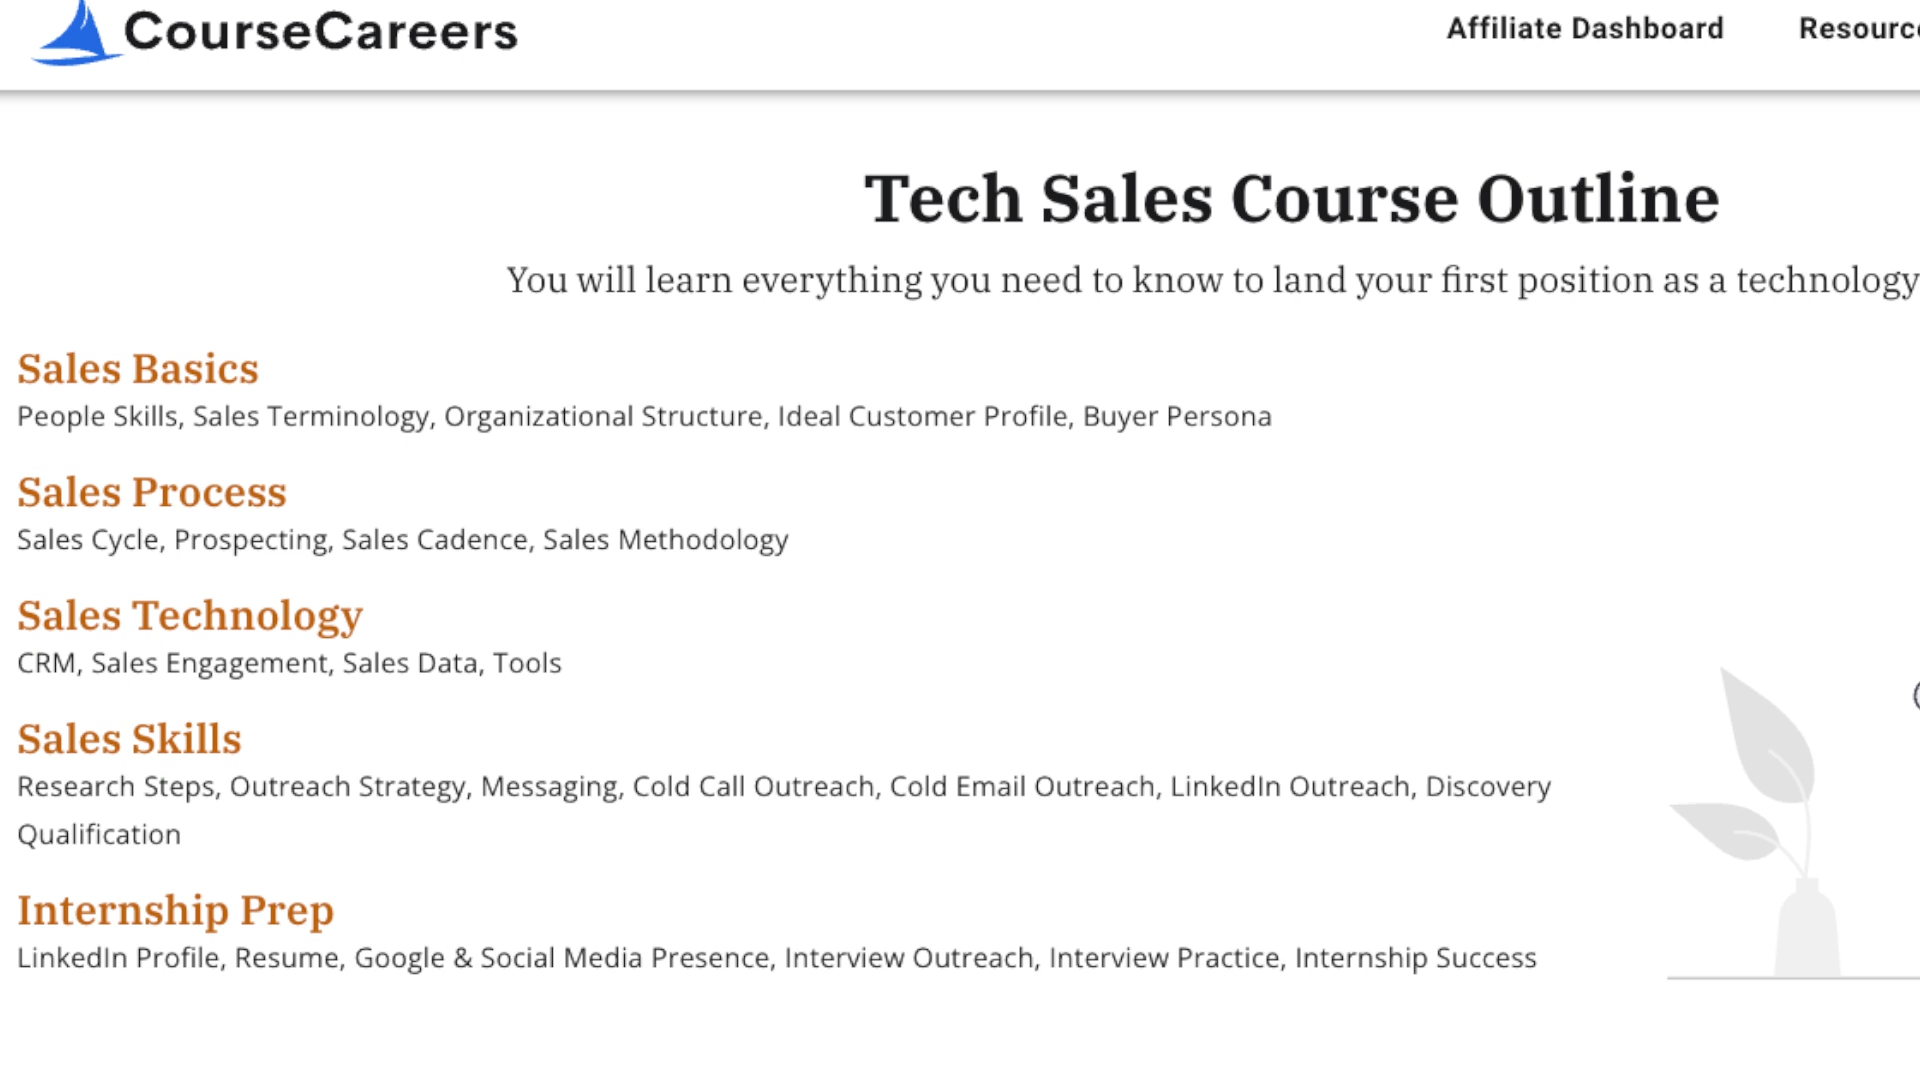 CourseCareers
Affiliate Dashboard
Tech Sales Course Outline
You will learn everything you need to know to land your first position as a technology
Sales Basics
People Skills, Sales Terminology, Organizational Structure, Ideal Customer Profile, Buyer Persona
Sales Process
Sales Cycle, Prospecting, Sales Cadence, Sales Methodology
Sales Technology
CRM, Sales Engagement, Sales Data, Tools
Sales Skills
Research Steps, Outreach Strategy, Messaging, Cold Call Outreach, Cold Email Outreach, LinkedIn Outreach, Discovery
Qualification
Internship Prep
LinkedIn Profile, Resume, Google & Social Media Presence, Interview Outreach, Interview Practice, Internship Success